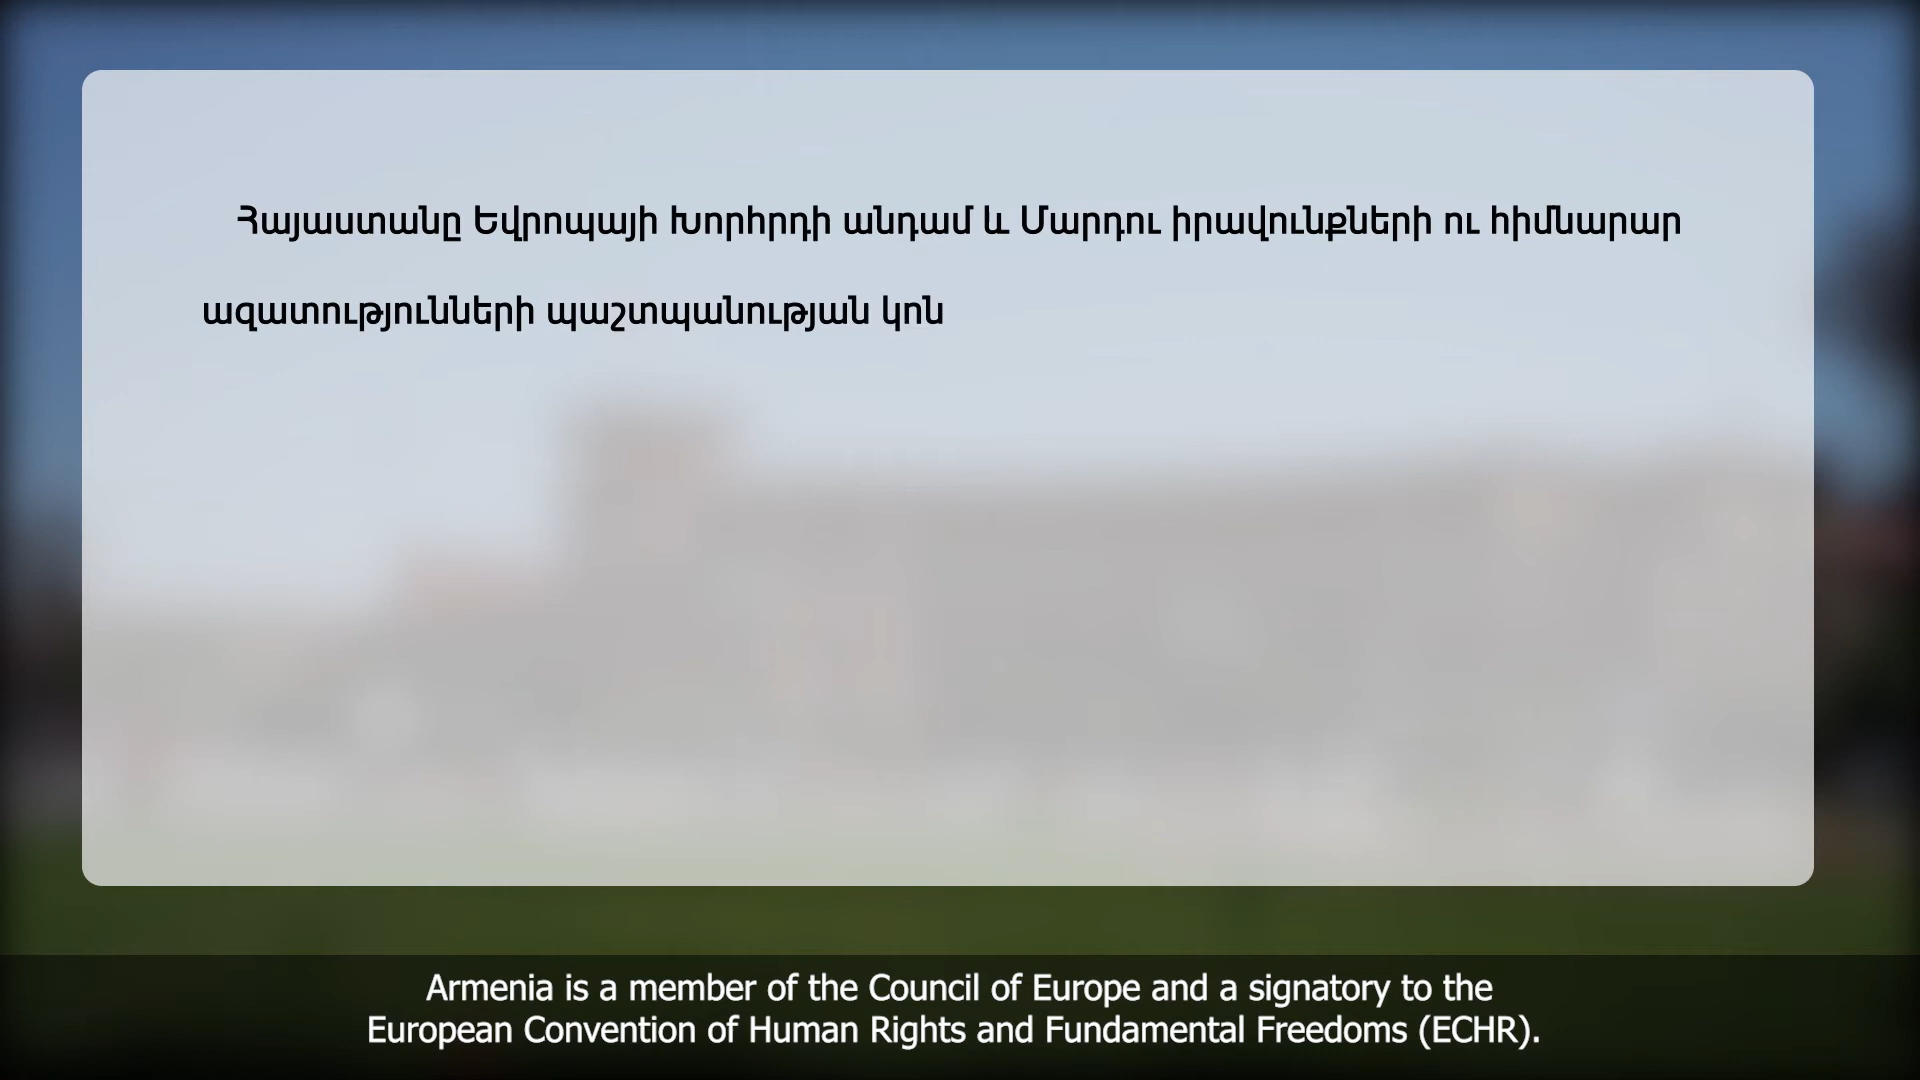 Հայաստանը Եվրոպայի Խորհրդի անդամ և Մարդու իրավունքների ու հիմնարար
ազատությունների պաշտպանության կոն
Armenia is a member of the Council of Europe and a signatory to the
European Convention of Human Rights and Fundamental Freedoms (ECHR).